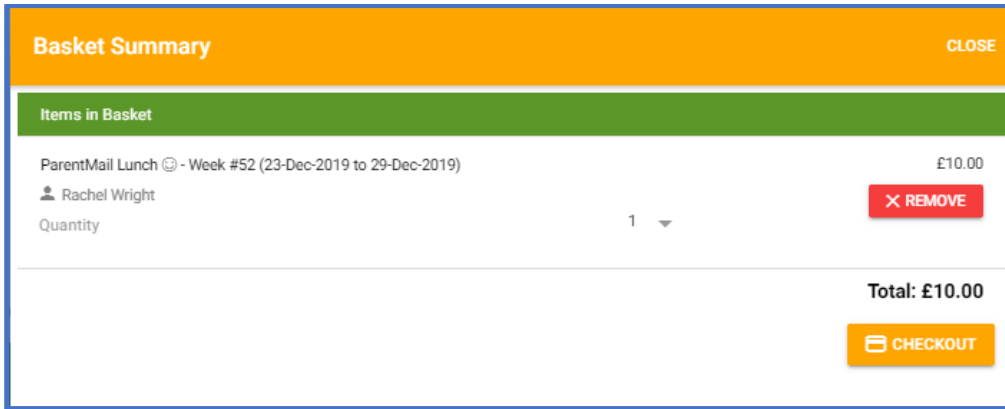 Basket Summary
CLOSE
Items in Basket
ParentMail Lunch ☺ - Week #52 (23-Dec-2019 to 29-Dec-2019)
£10.00
Rachel Wright
REMOVE
Quantity
1
Total: £10.00
CHECKOUT